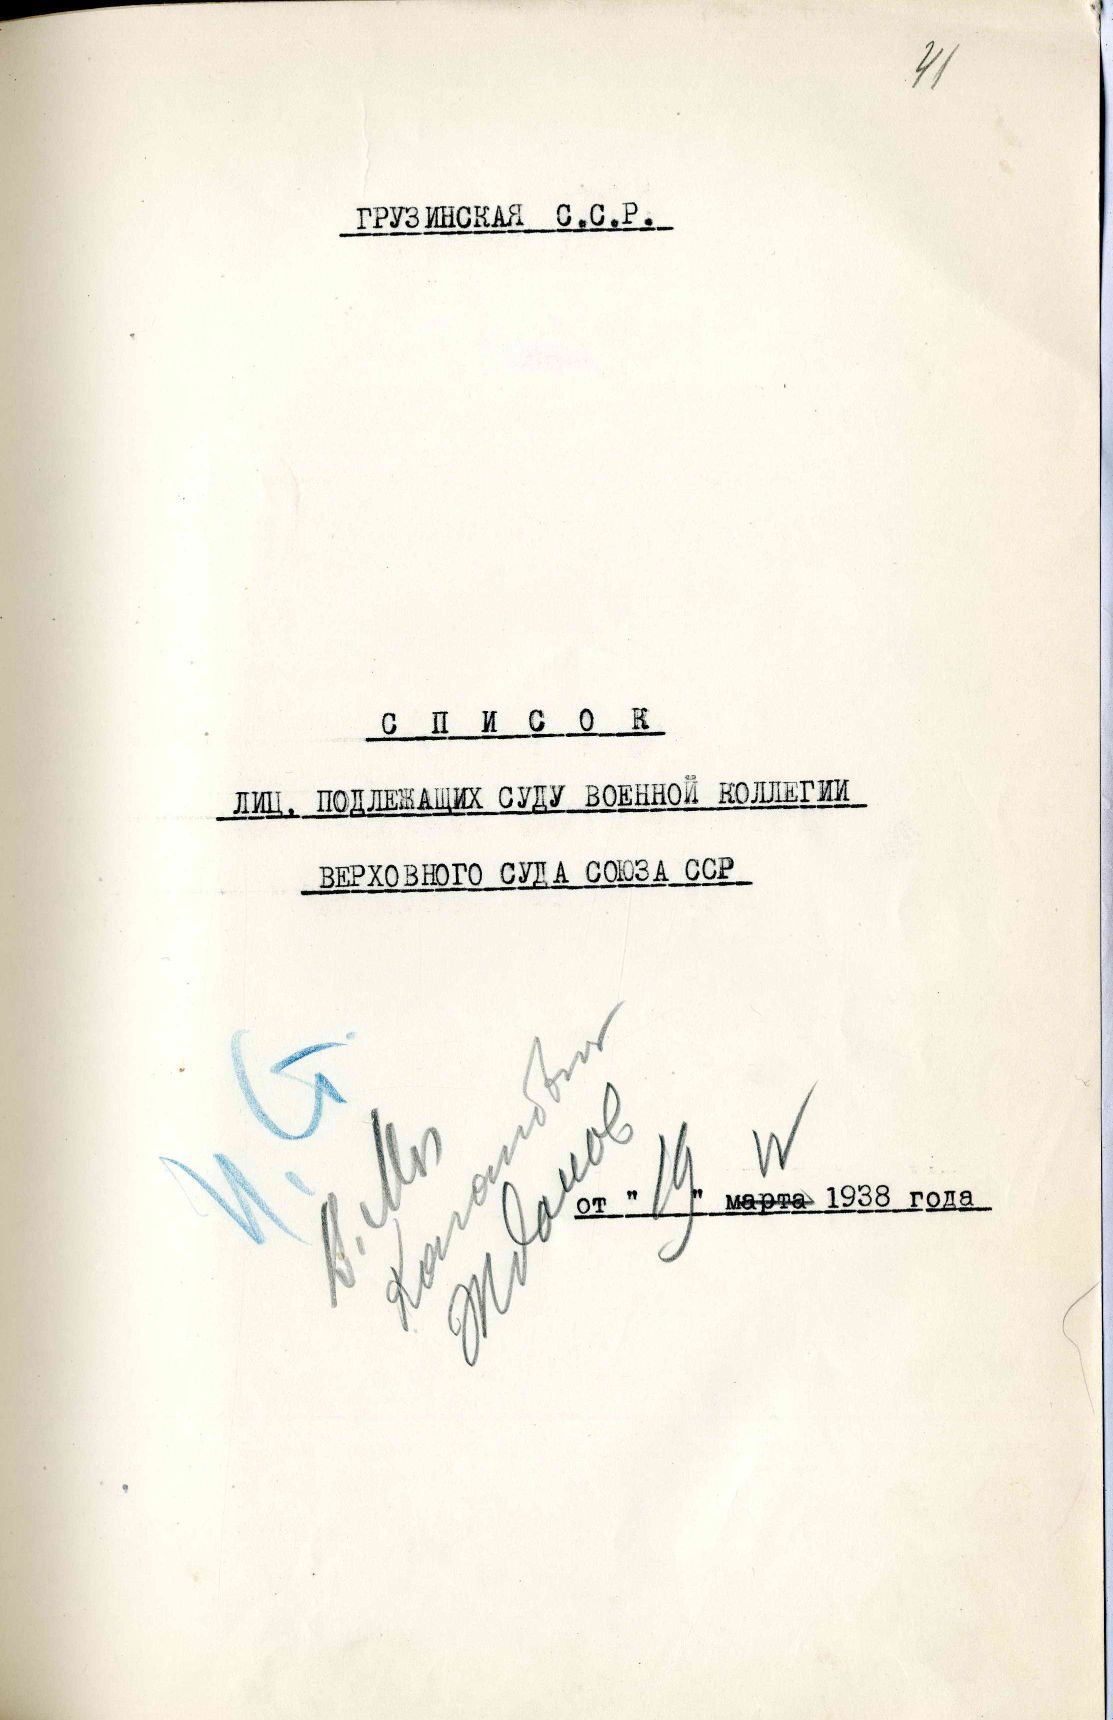 41
ГРУЗИНСКАЯ С.С.Р.
С П И С О К
ЛИЦ, ПОДЛЕЖАЩИХ СУДУ ВОЕННОЙ КОЛЛЕГИИ
ВЕРХОВНОГО СУДА СОЮЗА ССР
И. Ст.
В. Мол
Каганович
Жданов
от "19" марта IV 1938 года